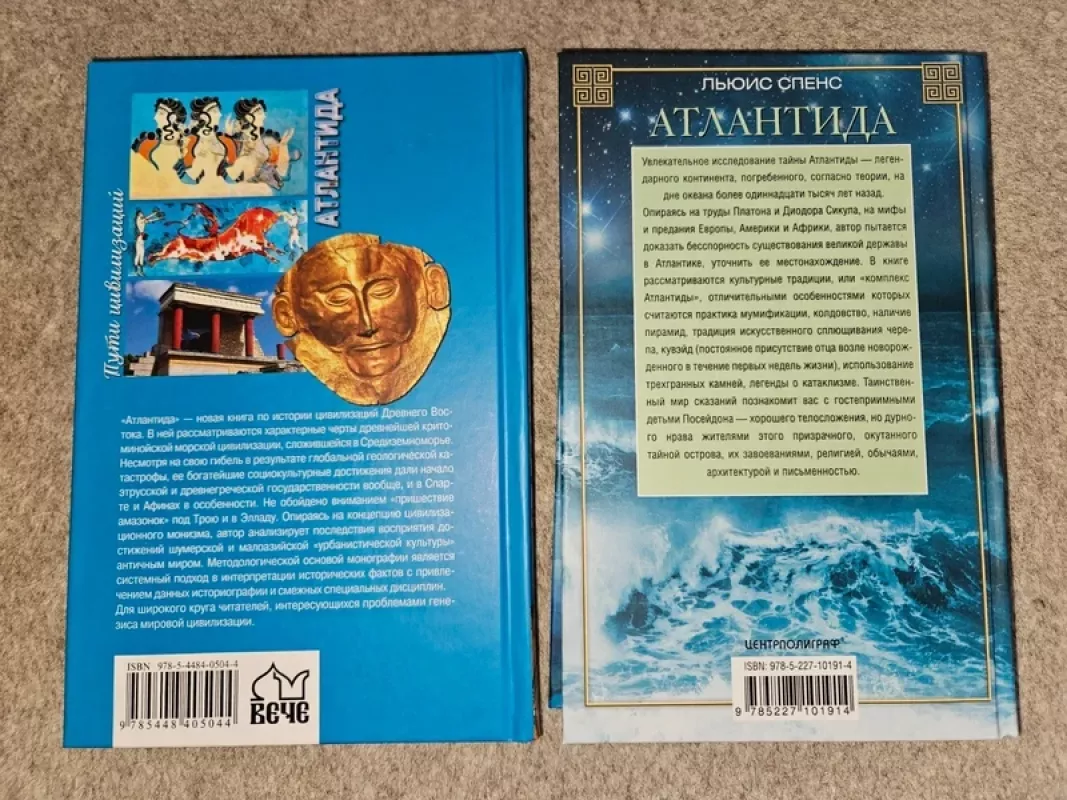 Пути цивилизаций
АТЛАНТИДА
«Атлантида» — новая книга по истории цивилизаций Древнего Вос-
тока. В ней рассматриваются характерные черты древнейшей крито-
минойской морской цивилизации, сложившейся в Средиземноморье.
Несмотря на свою гибель в результате глобальной геологической ка-
тастрофы, ее богатейшие социокультурные достижения дали начало
этрусской и древнегреческой государственности вообще, и в Спар-
те и Афинах в особенности. Не обойдено вниманием "пришествие
амазонок" под Трою и в Элладу. Опираясь на концепцию цивилиза-
ционного монизма, автор анализирует последствия восприятия до-
стижений шумерской и малоазийской "урбанистической культуры"
античным миром. Методологической основой монографии является
системный подход в интерпретации исторических фактов с привле-
чением данных историографии и смежных специальных дисциплин.
Для широкого круга читателей, интересующихся проблемами гене-
зиса мировой цивилизации.
ISBN 978-5-4484-0504-4
9 785448 405044
ВЕЧЕ
ЛЬЮИС СПЕНС
АТЛАНТИДА
Увлекательное исследование тайны Атлантиды — леген-
дарного континента, погребенного, согласно теории, на
дне океана более одиннадцати тысяч лет назад.
Опираясь на труды Платона и Диодора Сикула, на мифы
и предания Европы, Америки и Африки, автор пытается
доказать бесспорность существования великой державы
в Атлантике, уточнить ее местонахождение. В книге
рассматриваются культурные традиции, или «комплекс
Атлантиды», отличительными особенностями которых
считаются практика мумификации, колдовство, наличие
пирамид, традиция искусственного сплющивания чере-
па, кувэйд (постоянное присутствие отца возле новорож-
денного в течение первых недель жизни), использование
трехгранных камней, легенды о катаклизме. Таинствен-
ный мир сказаний познакомит вас с гостеприимными
детьми Посейдона — хорошего телосложения, но дурно-
го нрава жителями этого призрачного, окутанного
тайной острова, их завоеваниями, религией, обычаями,
архитектурой и письменностью.
ЦЕНТРПОЛИГРАФ®
ISBN: 978-5-227-10191-4
9 785227 101914